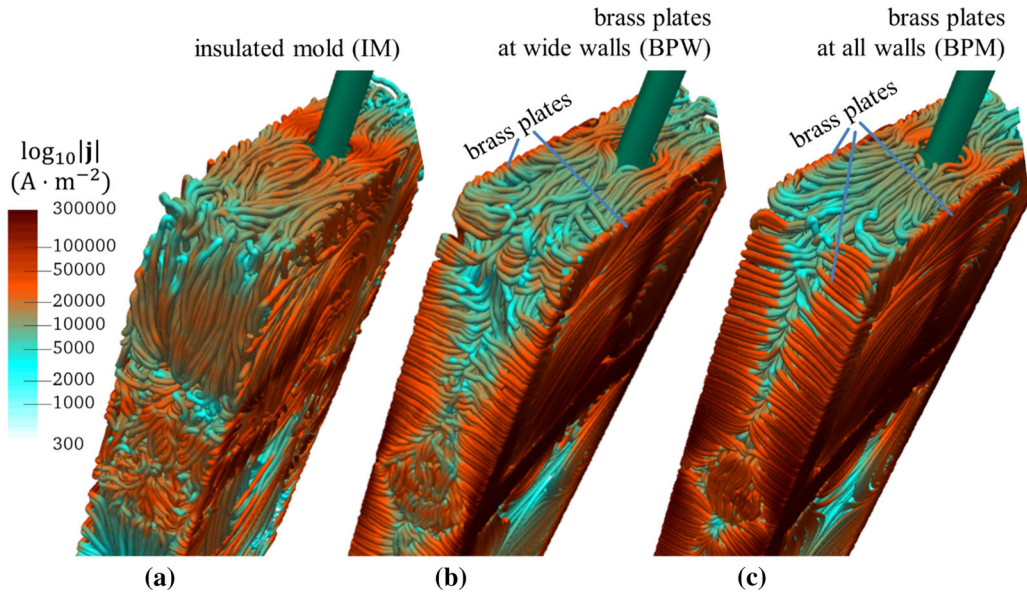 insulated mold (IM)
brass plates
at wide walls (BPW)
brass plates
at all walls (BPM)
brass plates
brass plates
log₁₀|𝐣|
(A · m⁻²)
300000
100000
50000
20000
10000
5000
2000
1000
300
(a)
(b)
(c)